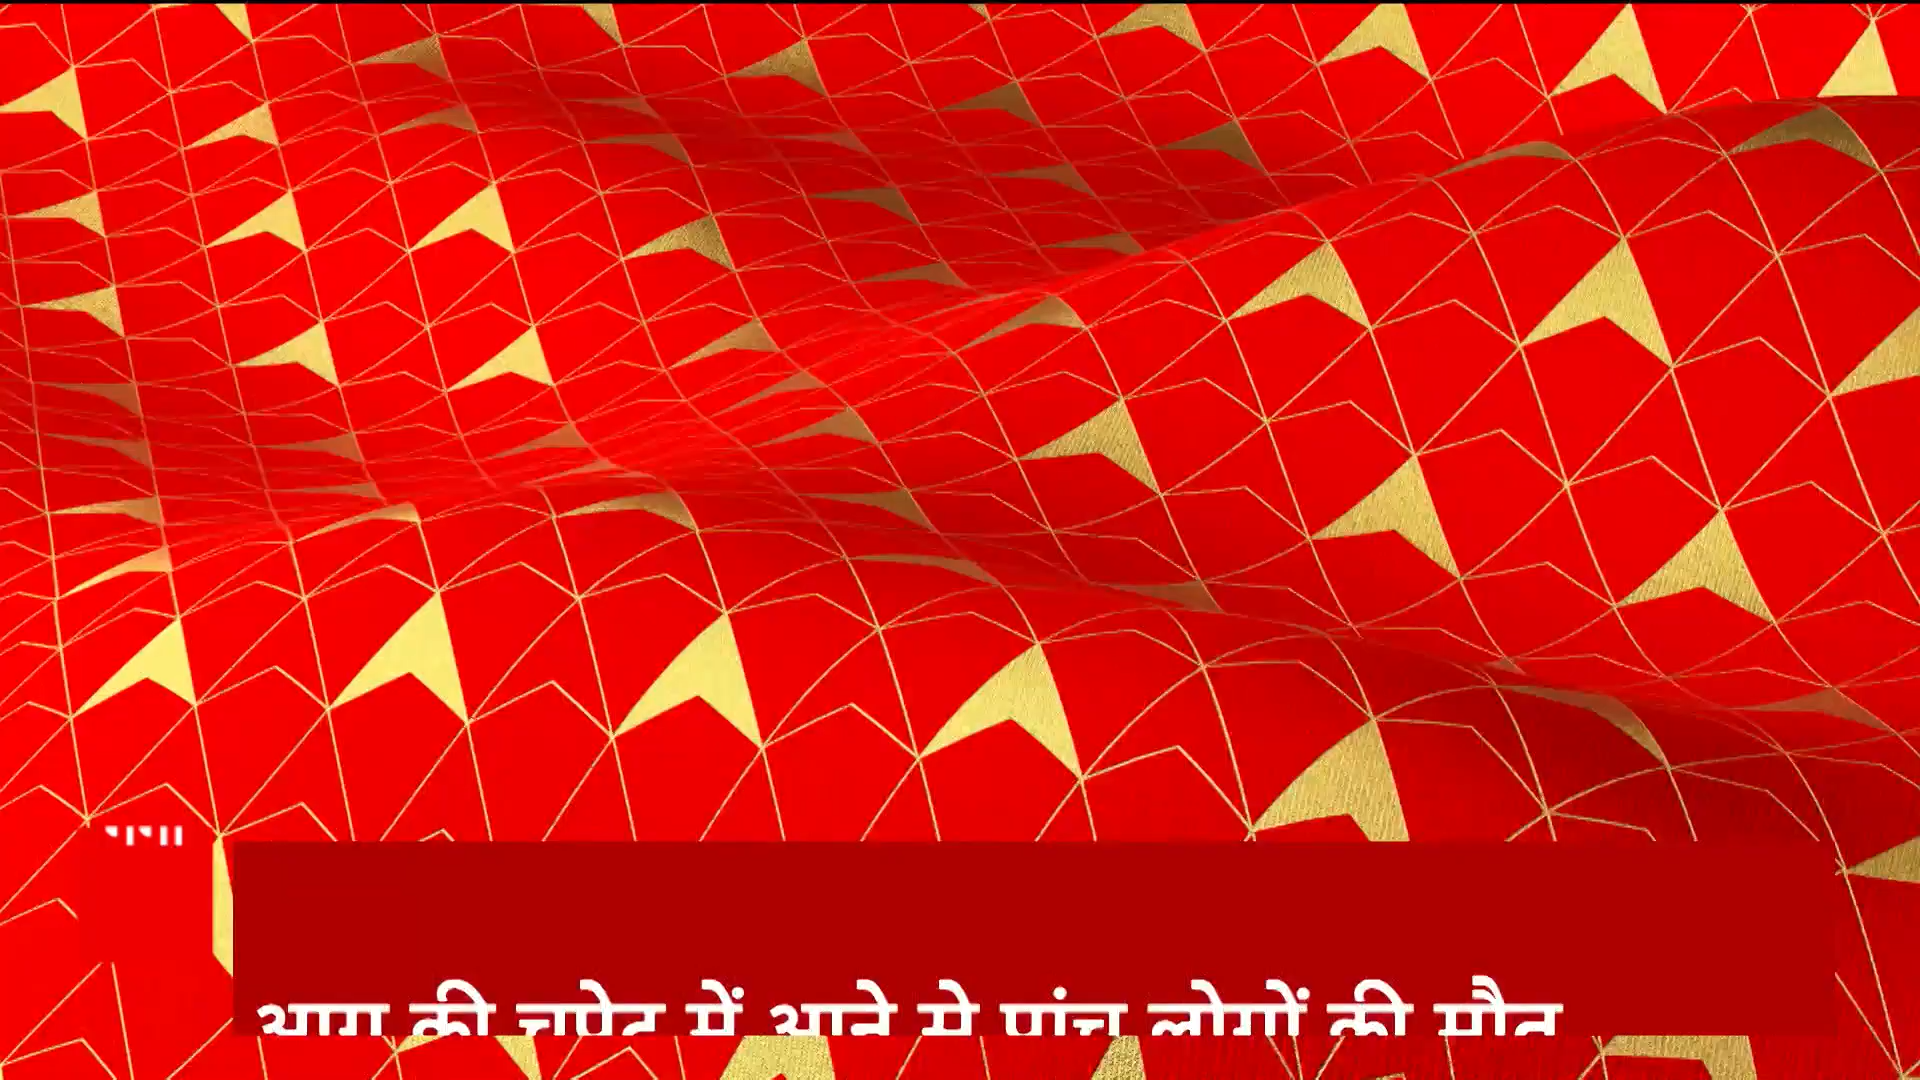 आग की चपेट में आने से पांच लोगों की मौत